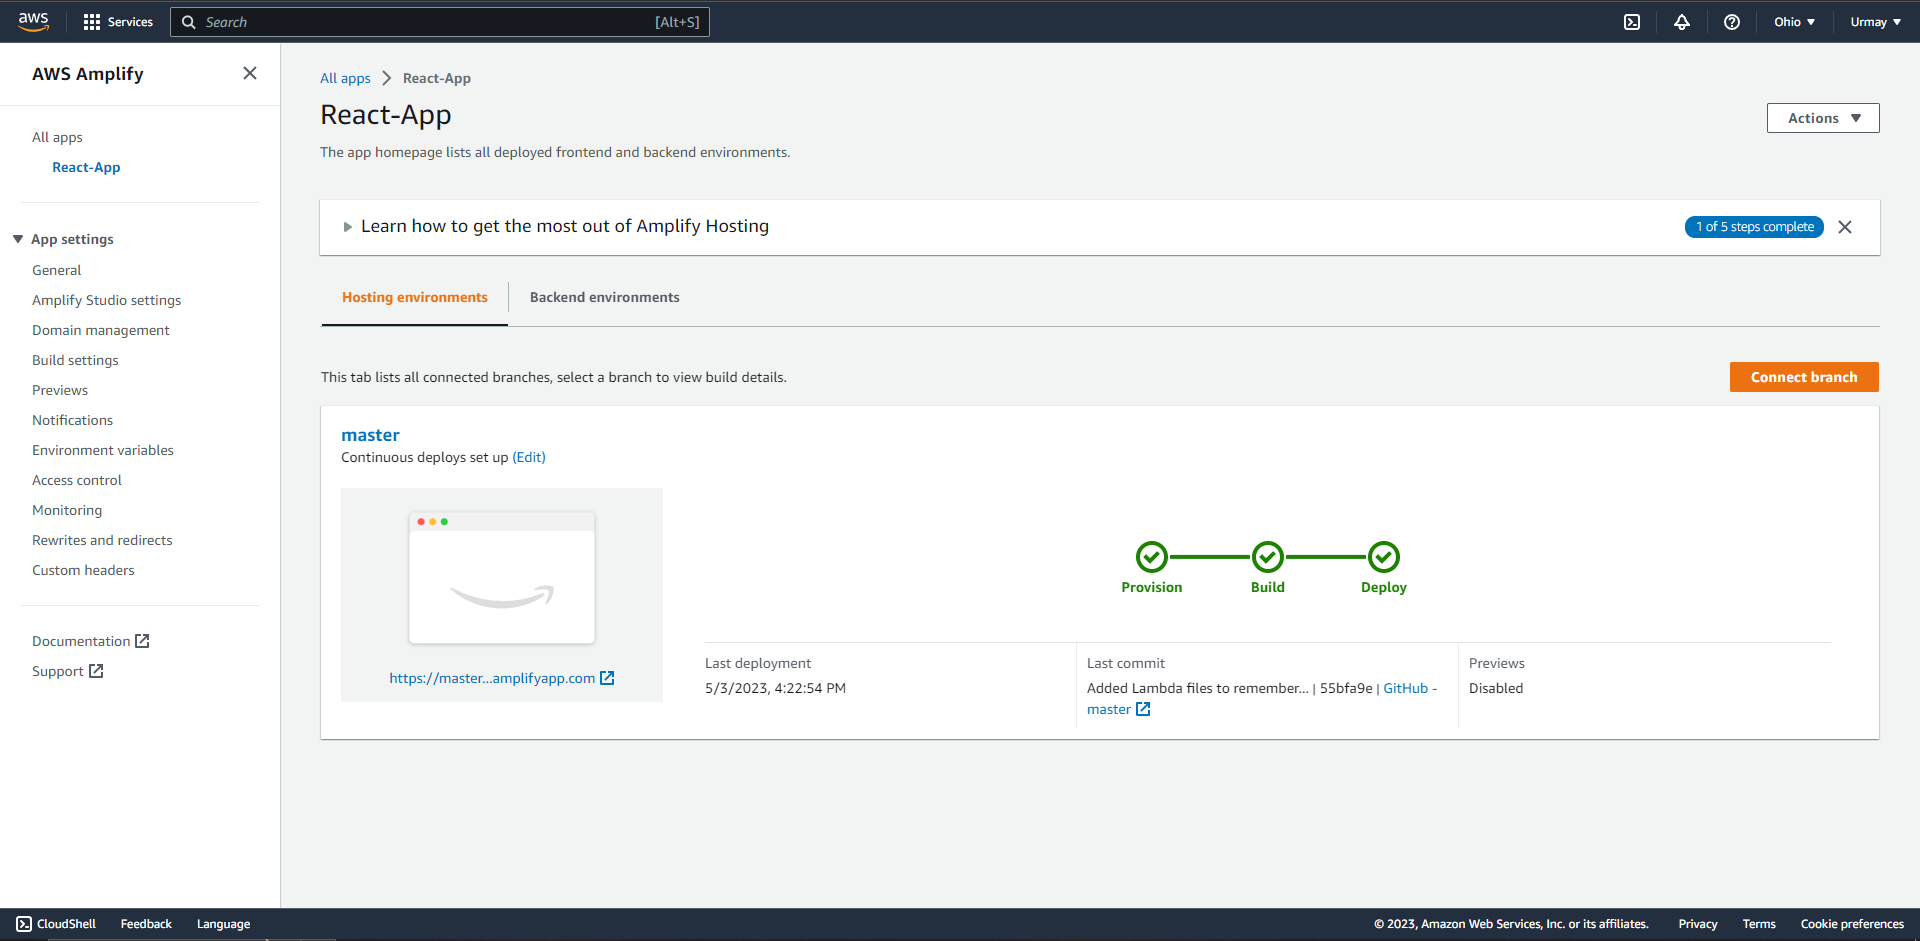 aws
Services
Search
[Alt+S]
Ohio
Urmay
AWS Amplify
All apps
React-App
App settings
General
Amplify Studio settings
Domain management
Build settings
Previews
Notifications
Environment variables
Access control
Monitoring
Rewrites and redirects
Custom headers
Documentation
Support
All apps
React-App
React-App
Actions
The app homepage lists all deployed frontend and backend environments.
Learn how to get the most out of Amplify Hosting
1 of 5 steps complete
Hosting environments
Backend environments
This tab lists all connected branches, select a branch to view build details.
Connect branch
master
Continuous deploys set up (Edit)
https://master...amplifyapp.com
Provision
Build
Deploy
Last deployment
5/3/2023, 4:22:54 PM
Last commit
Added Lambda files to remember... | 55bfa9e | GitHub -
master
Previews
Disabled
CloudShell
Feedback
Language
© 2023, Amazon Web Services, Inc. or its affiliates.
Privacy
Terms
Cookie preferences